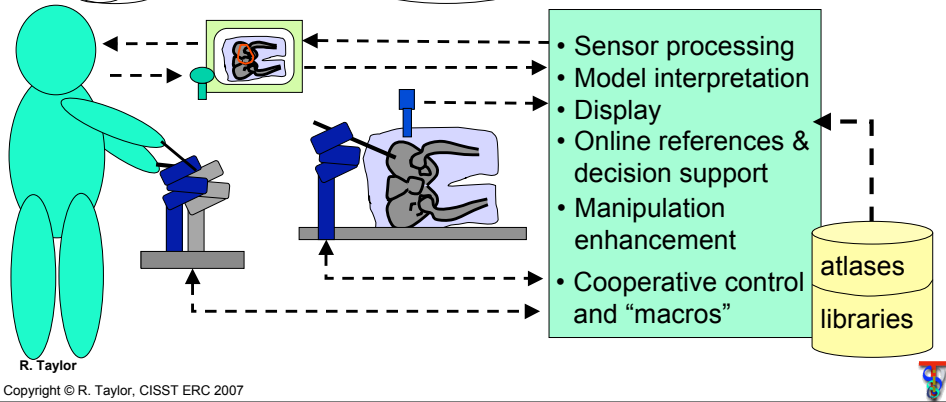 • Sensor processing
• Model interpretation
• Display
• Online references &
decision support
• Manipulation
enhancement
• Cooperative control
and “macros”
atlases
libraries
R. Taylor
Copyright © R. Taylor, CISST ERC 2007